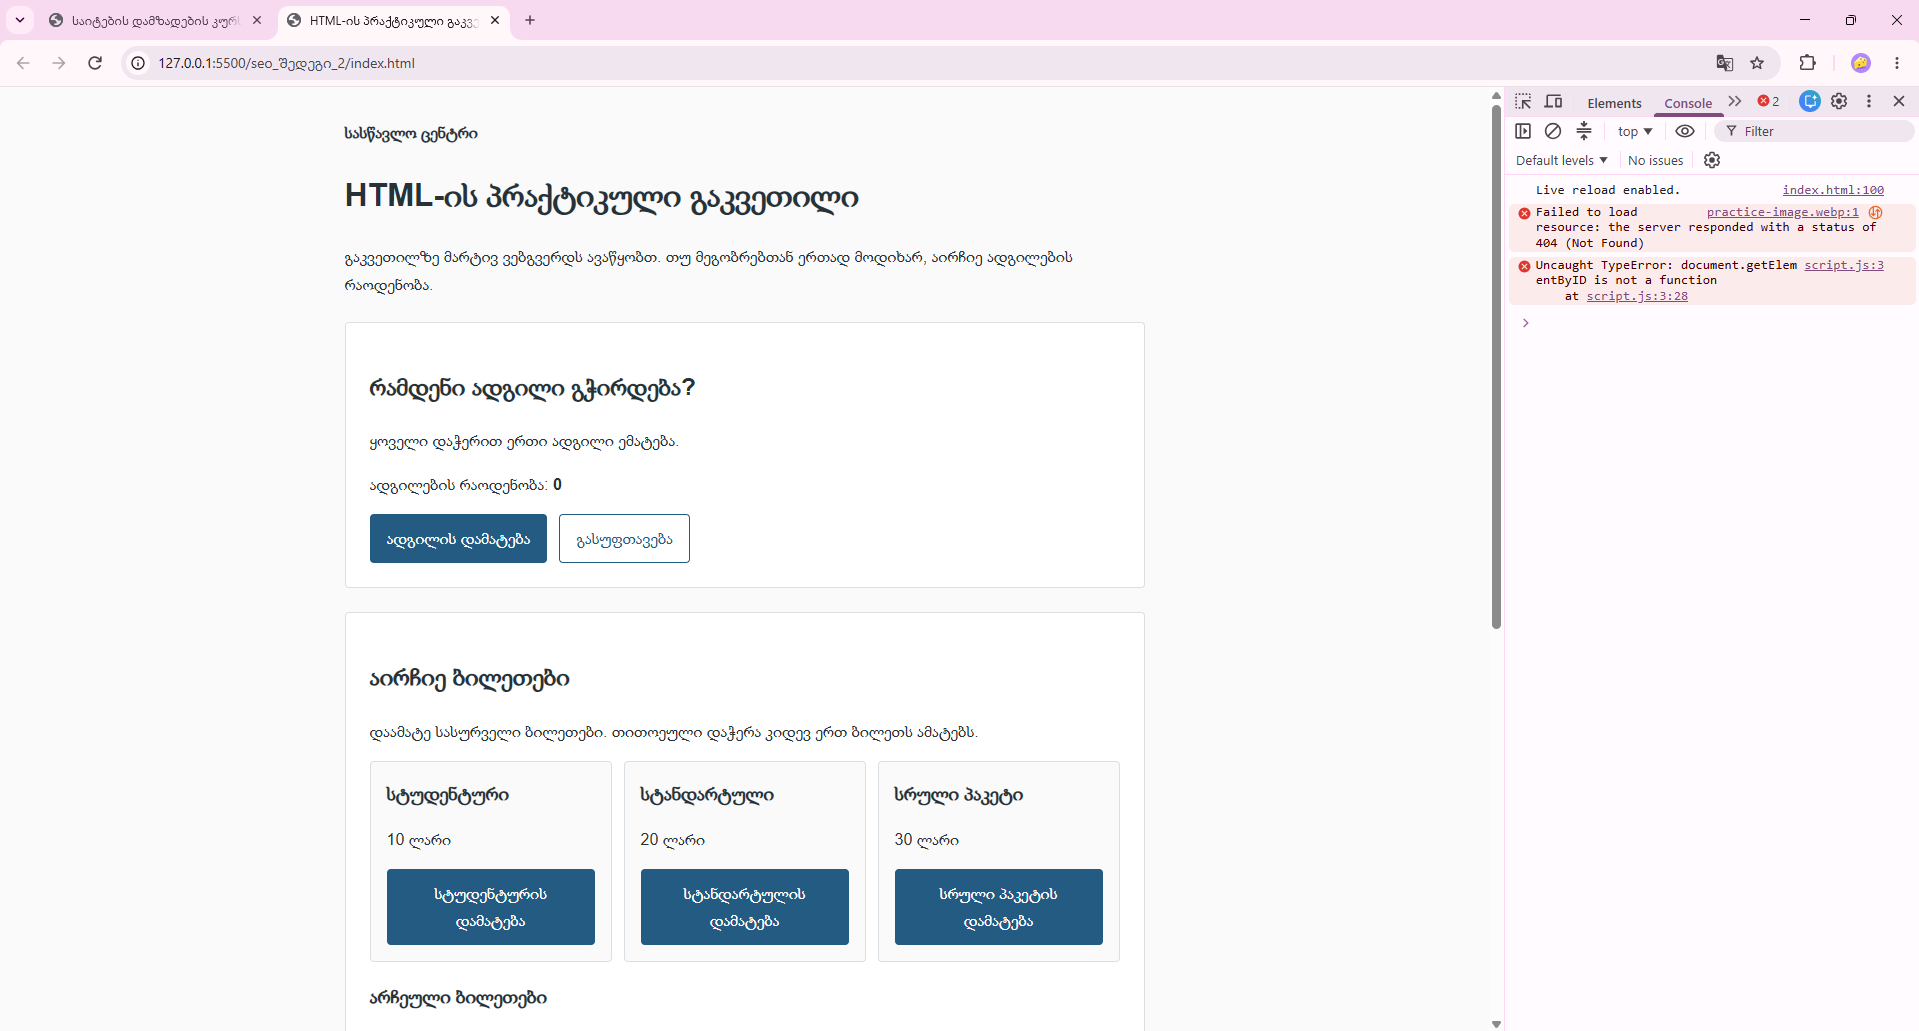 საიტების დამზადების კურს
HTML-ის პრაქტიკული გაკვე
127.0.0.1:5500/seo_შედეგი_2/index.html
სასწავლო ცენტრი
HTML-ის პრაქტიკული გაკვეთილი
გაკვეთილზე მარტივ ვებგვერდს ავაწყობთ. თუ მეგობრებთან ერთად მოდიხარ, აირჩიე ადგილების
რაოდენობა.
რამდენი ადგილი გჭირდება?
ყოველი დაჭერით ერთი ადგილი ემატება.
ადგილების რაოდენობა: 0
ადგილის დამატება
გასუფთავება
აირჩიე ბილეთები
დაამატე სასურველი ბილეთები. თითოეული დაჭერა კიდევ ერთ ბილეთს ამატებს.
სტუდენტური
10 ლარი
სტუდენტურის
დამატება
სტანდარტული
20 ლარი
სტანდარტულის
დამატება
სრული პაკეტი
30 ლარი
სრული პაკეტის
დამატება
არჩეული ბილეთები
Elements
Console
2
top
Filter
Default levels
No issues
Live reload enabled. index.html:100
Failed to load practice-image.webp:1
resource: the server responded with a status of
404 (Not Found)
Uncaught TypeError: document.getElem script.js:3
entByID is not a function
at script.js:3:28